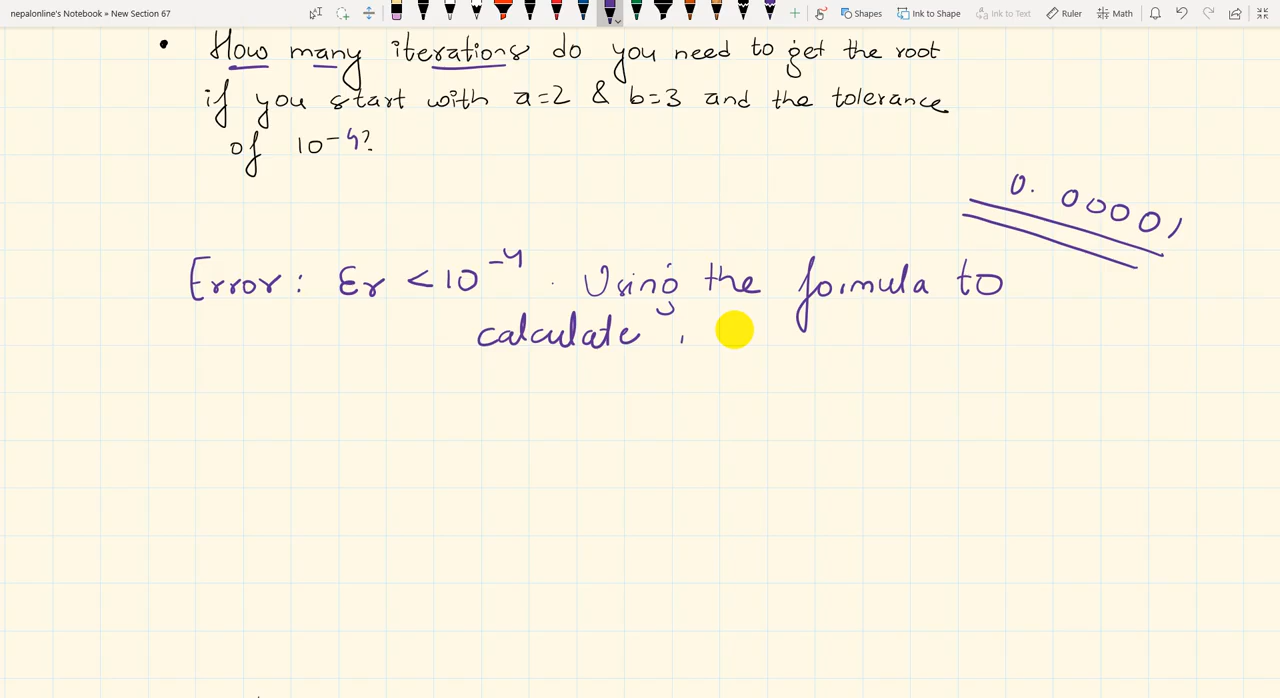 nepalonline's Notebook » New Section 67
Shapes Ink to Shape Ink to Text Ruler Math
• How many iterations do you need to get the root
if you start with a=2 & b=3 and the tolerance
of 10⁻⁴?
0.00001
Error: Er < 10⁻⁴. Using the formula to
calculate.